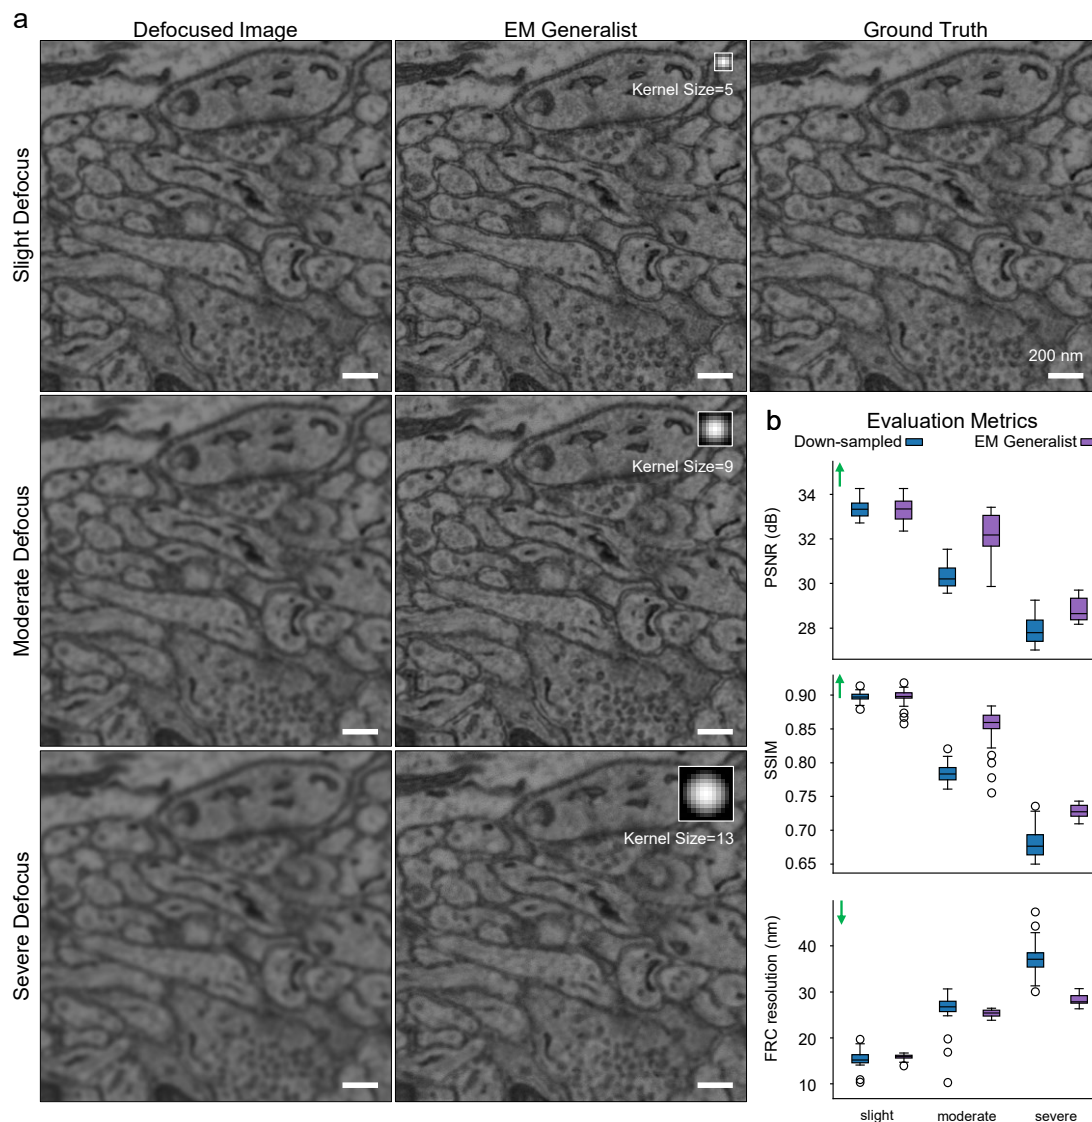 a
Defocused Image
EM Generalist
Ground Truth
Slight Defocus
Kernel Size=5
200 nm
Moderate Defocus
Kernel Size=9
Severe Defocus
Kernel Size=13
b
Evaluation Metrics
Down-sampled
EM Generalist
PSNR (dB)
34
32
30
28
SSIM
0.90
0.85
0.80
0.75
0.70
0.65
FRC resolution (nm)
40
30
20
10
slight
moderate
severe